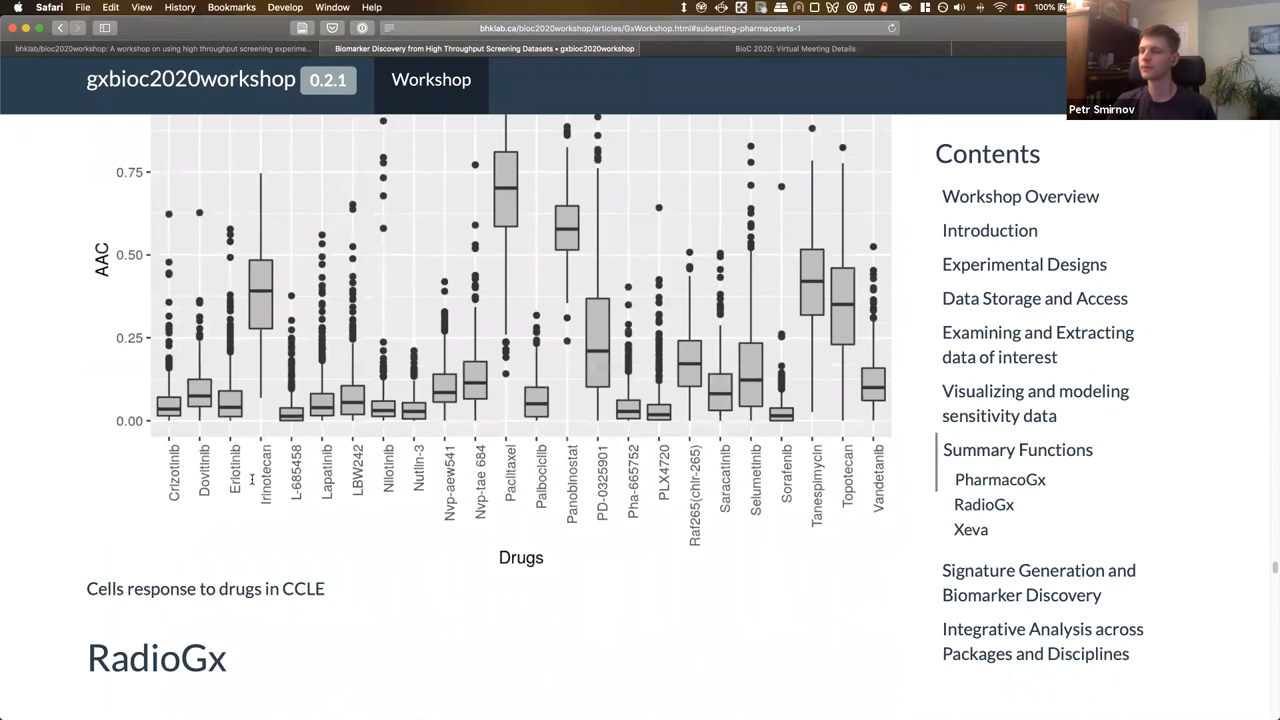 Safari File Edit View History Bookmarks Develop Window Help 100%
bhklab.ca/bioc2020workshop/articles/GxWorkshop.html#subsetting-pharmacosets-1
bhklab/bioc2020workshop: A workshop on using high throughput screening experime...
Biomarker Discovery from High Throughput Screening Datasets • gxbioc2020workshop
BioC 2020: Virtual Meeting Details
gxbioc2020workshop 0.2.1 Workshop
Petr Smirnov
0.75
0.50
0.25
0.00
AAC
Crizotinib
Dovitinib
Erlotinib
Irinotecan
L-685458
Lapatinib
LBW242
Nilotinib
Nutlin-3
Nvp-aew541
Nvp-tae 684
Paclitaxel
Palbociclib
Panobinostat
PD-0325901
Pha-665752
PLX4720
Raf265(chir-265)
Saracatinib
Selumetinib
Sorafenib
Tanespimycin
Topotecan
Vandetanib
Drugs
Cells response to drugs in CCLE
RadioGx
Contents
Workshop Overview
Introduction
Experimental Designs
Data Storage and Access
Examining and Extracting
data of interest
Visualizing and modeling
sensitivity data
Summary Functions
PharmacoGx
RadioGx
Xeva
Signature Generation and
Biomarker Discovery
Integrative Analysis across
Packages and Disciplines